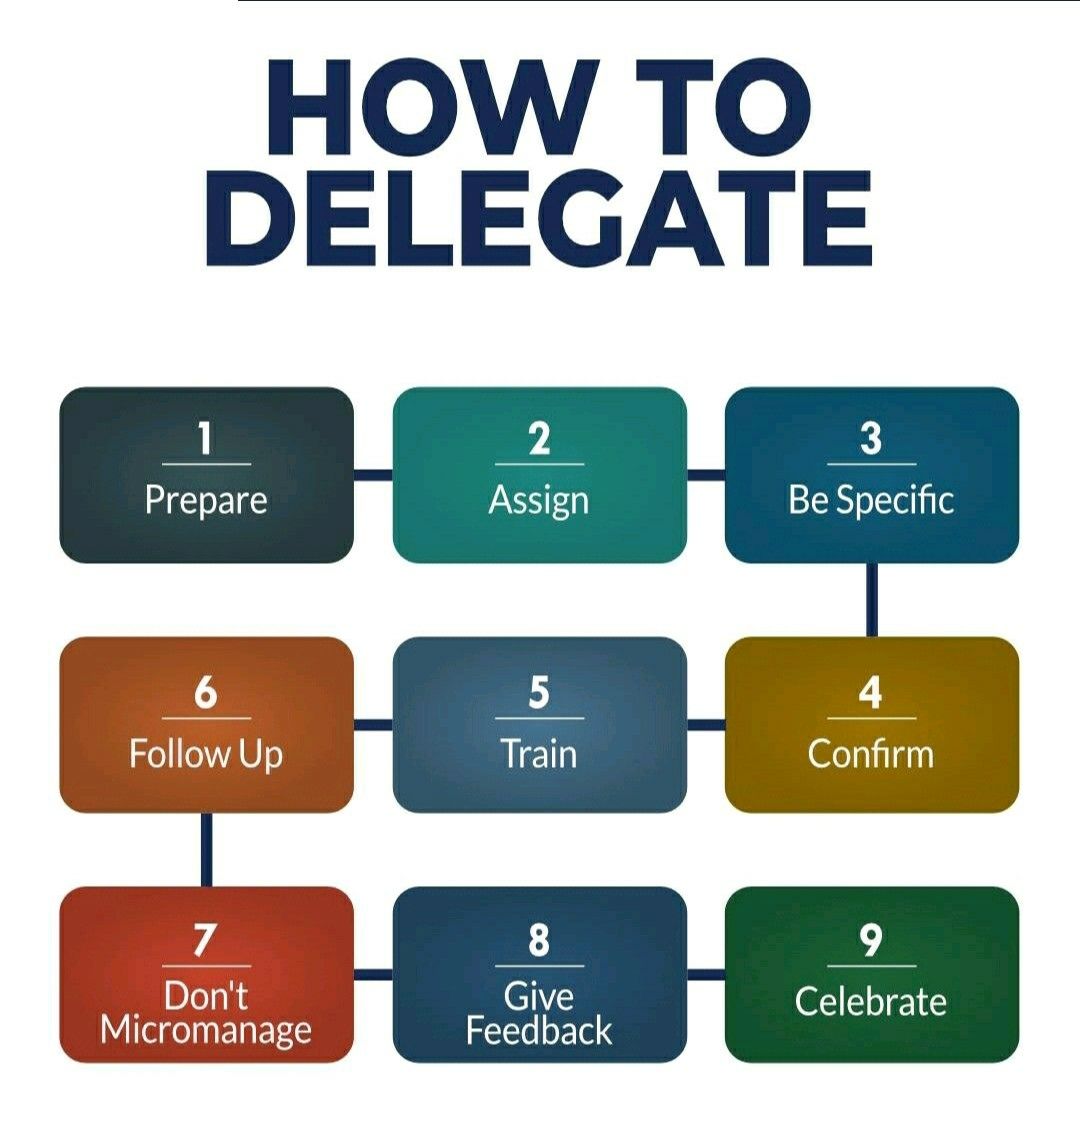 HOW TO
DELEGATE
1
Prepare
2
Assign
3
Be Specific
4
Confirm
5
Train
6
Follow Up
7
Don't
Micromanage
8
Give
Feedback
9
Celebrate